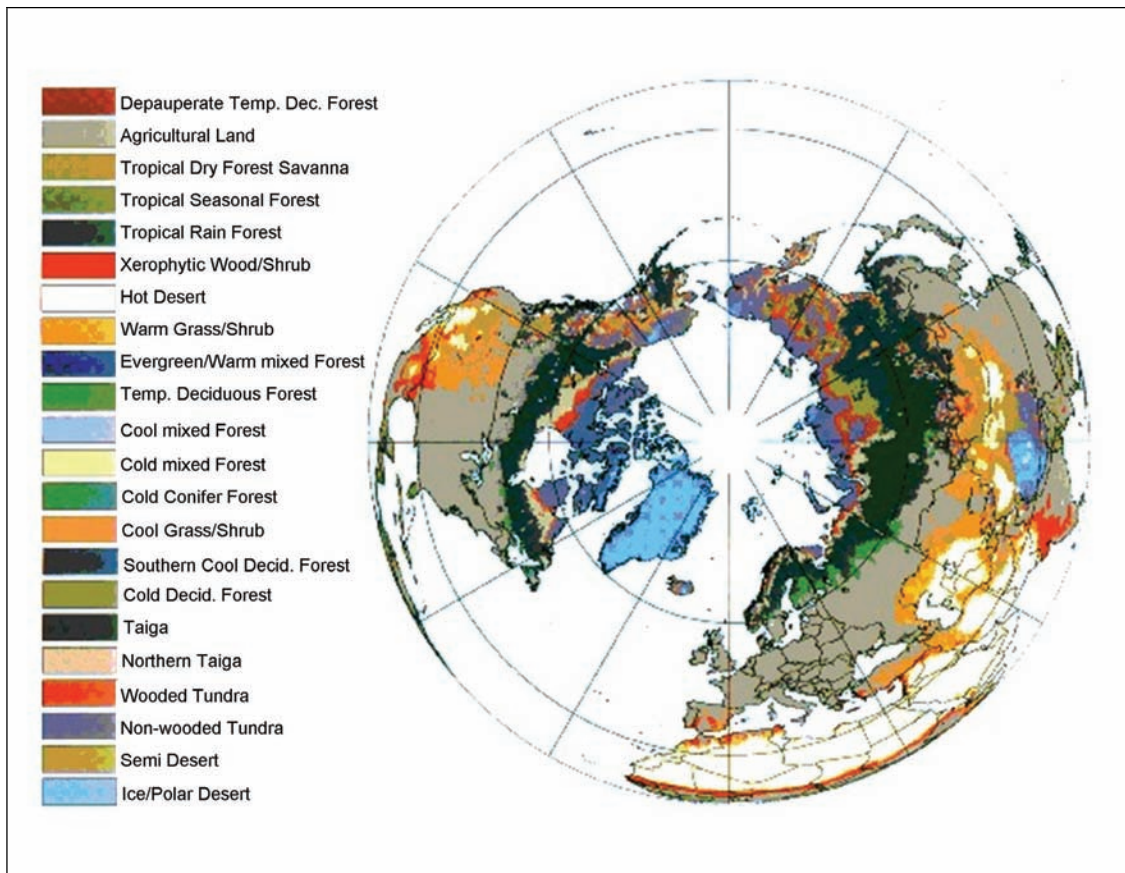 Depauperate Temp. Dec. Forest
Agricultural Land
Tropical Dry Forest Savanna
Tropical Seasonal Forest
Tropical Rain Forest
Xerophytic Wood/Shrub
Hot Desert
Warm Grass/Shrub
Evergreen/Warm mixed Forest
Temp. Deciduous Forest
Cool mixed Forest
Cold mixed Forest
Cold Conifer Forest
Cool Grass/Shrub
Southern Cool Decid. Forest
Cold Decid. Forest
Taiga
Northern Taiga
Wooded Tundra
Non-wooded Tundra
Semi Desert
Ice/Polar Desert